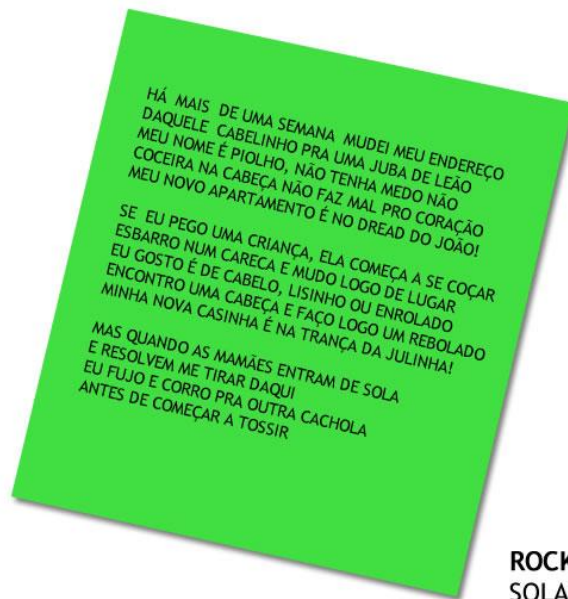 HÁ MAIS DE UMA SEMANA MUDEI MEU ENDEREÇO
DAQUELE CABELINHO PRA UMA JUBA DE LEÃO
MEU NOME É PIOLHO, NÃO TENHA MEDO NÃO
COCEIRA NA CABEÇA NÃO FAZ MAL PRO CORAÇÃO
MEU NOVO APARTAMENTO É NO DREAD DO JOÃO!
SE EU PEGO UMA CRIANÇA, ELA COMEÇA A SE COÇAR
ESBARRO NUM CARECA E MUDO LOGO DE LUGAR
EU GOSTO É DE CABELO, LISINHO OU ENROLADO
ENCONTRO UMA CABEÇA E FAÇO LOGO UM REBOLADO
MINHA NOVA CASINHA É NA TRANÇA DA JULINHA!
MAS QUANDO AS MAMÃES ENTRAM DE SOLA
E RESOLVEM ME TIRAR DAQUI
EU FUJO E CORRO PRA OUTRA CACHOLA
ANTES DE COMEÇAR A TOSSIR
ROCK
SOLA